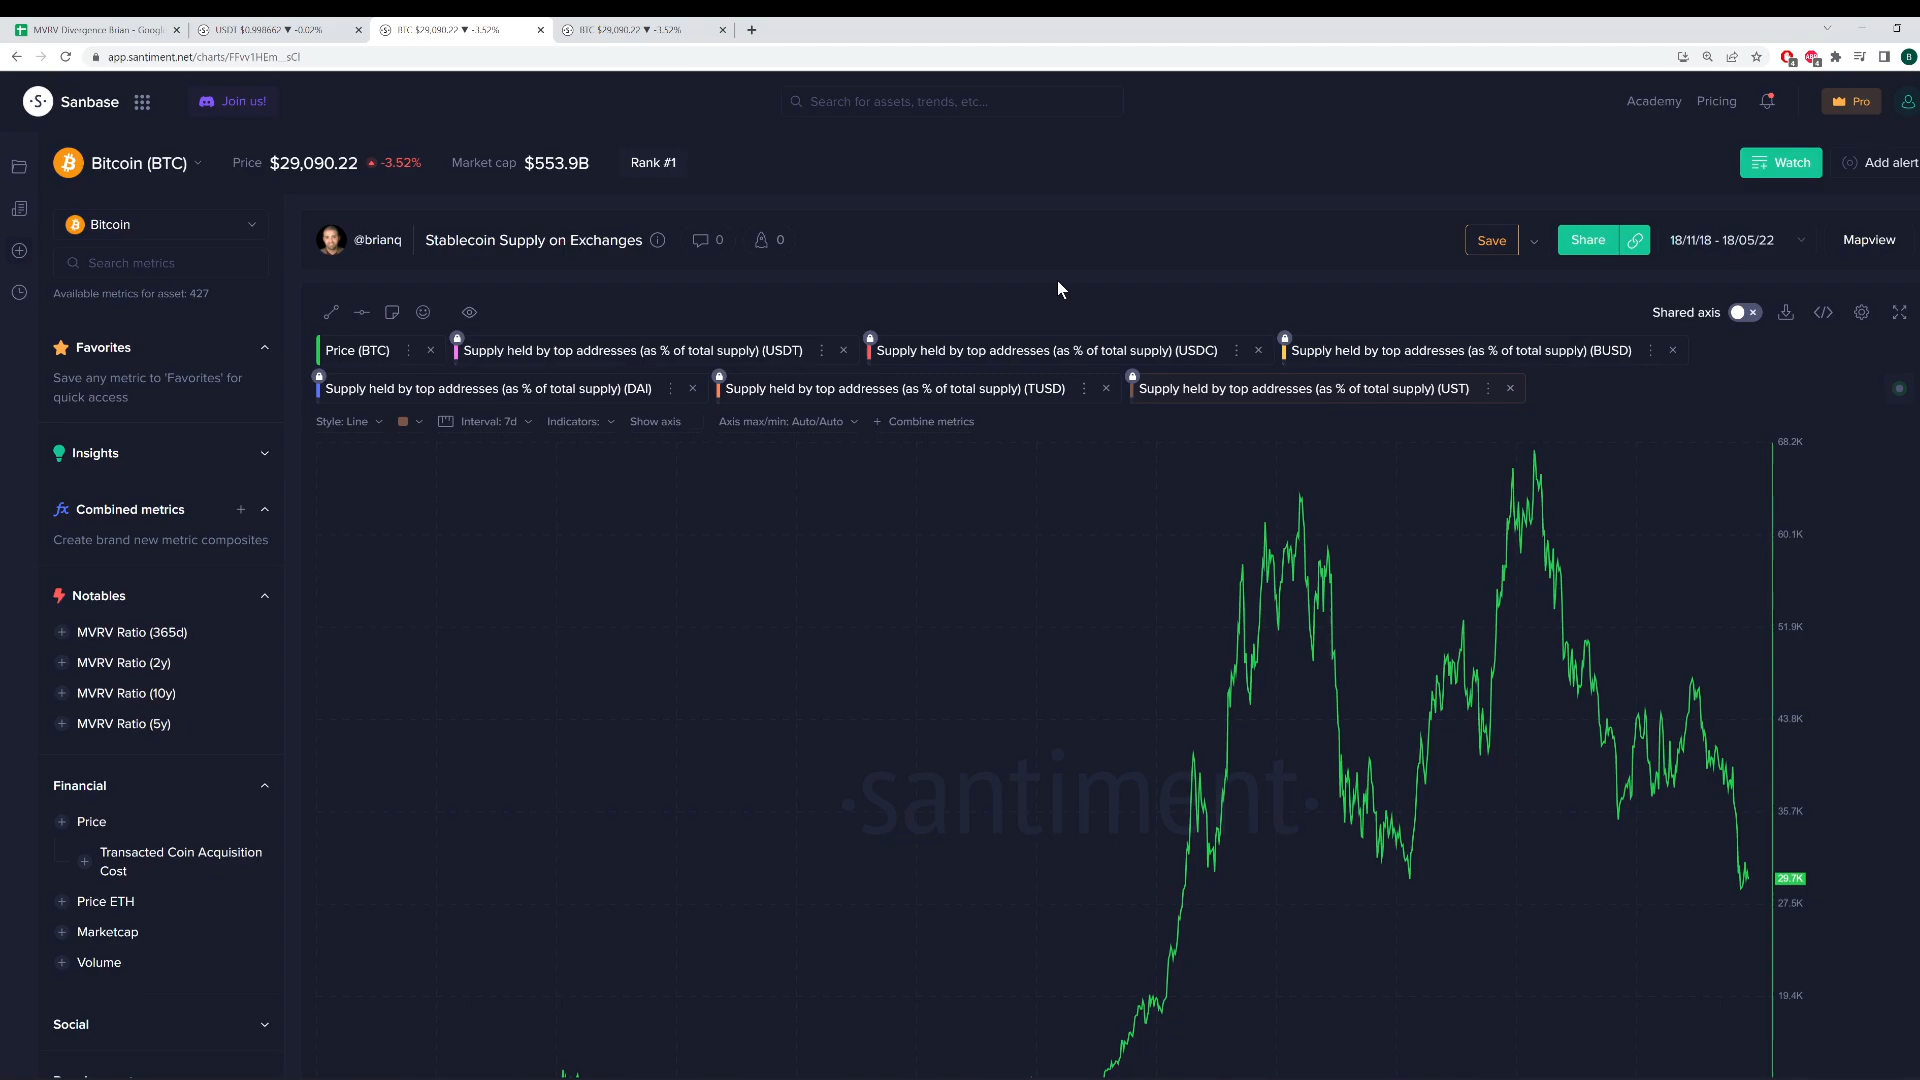 MVRV Divergence Brian - Googl
USDT $0.998662 ▼ -0.02%
BTC $29,090.22 ▼ -3.52%
BTC $29,090.22 ▼ -3.52%
app.santiment.net/charts/FFvv1HEm__sCl
4
4
B
·S· Sanbase
Join us!
Search for assets, trends, etc...
Academy
Pricing
Pro
Bitcoin (BTC)
Price $29,090.22 -3.52%
Market cap $553.9B
Rank #1
Watch
Add alert
Bitcoin
Search metrics
Available metrics for asset: 427
@brianq
Stablecoin Supply on Exchanges
0
0
Save
Share
18/11/18 - 18/05/22
Mapview
Shared axis
Price (BTC)
Supply held by top addresses (as % of total supply) (USDT)
Supply held by top addresses (as % of total supply) (USDC)
Supply held by top addresses (as % of total supply) (BUSD)
Supply held by top addresses (as % of total supply) (DAI)
Supply held by top addresses (as % of total supply) (TUSD)
Supply held by top addresses (as % of total supply) (UST)
Style: Line
Interval: 7d
Indicators:
Show axis
Axis max/min: Auto/Auto
Combine metrics
Favorites
Save any metric to 'Favorites' for
quick access
Insights
Combined metrics
Create brand new metric composites
Notables
MVRV Ratio (365d)
MVRV Ratio (2y)
MVRV Ratio (10y)
MVRV Ratio (5y)
Financial
Price
Transacted Coin Acquisition
Cost
Price ETH
Marketcap
Volume
Social
68.2K
60.1K
51.9K
43.8K
35.7K
29.7K
27.5K
19.4K
·santiment·